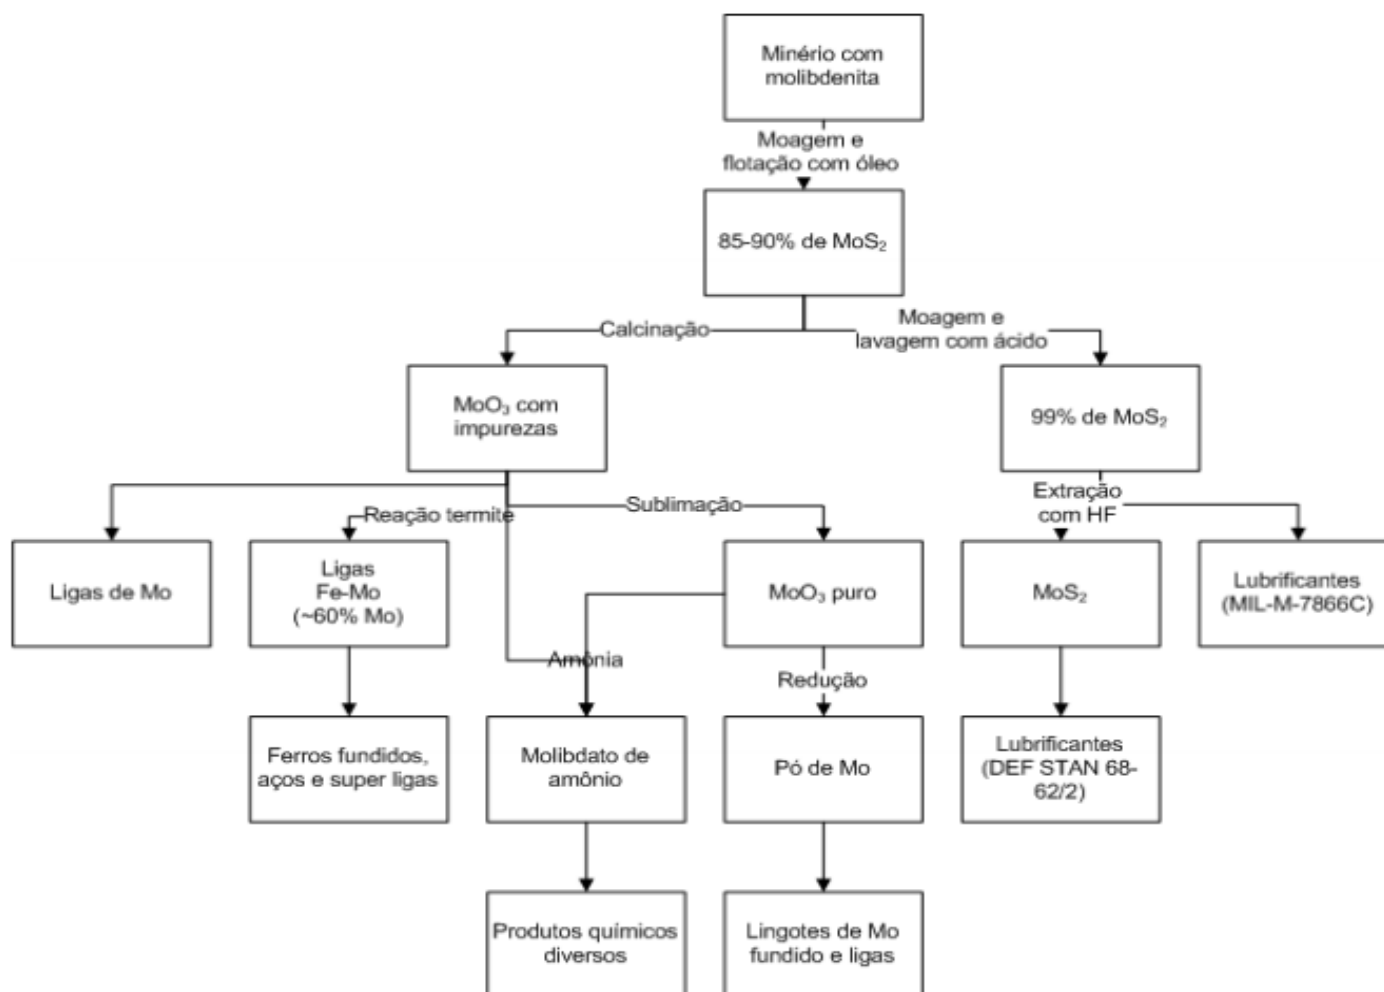 Minério com
molibdenita
Moagem e
flotação com óleo
85-90% de MoS₂
Calcinação
Moagem e
lavagem com ácido
MoO₃ com
impurezas
99% de MoS₂
Reação termite
Sublimação
Extração
com HF
Ligas de Mo
Ligas
Fe-Mo
(~60% Mo)
MoO₃ puro
MoS₂
Lubrificantes
(MIL-M-7866C)
Amônia
Redução
Ferros fundidos,
aços e super ligas
Molibdato de
amônio
Pó de Mo
Lubrificantes
(DEF STAN 68-
62/2)
Produtos químicos
diversos
Lingotes de Mo
fundido e ligas